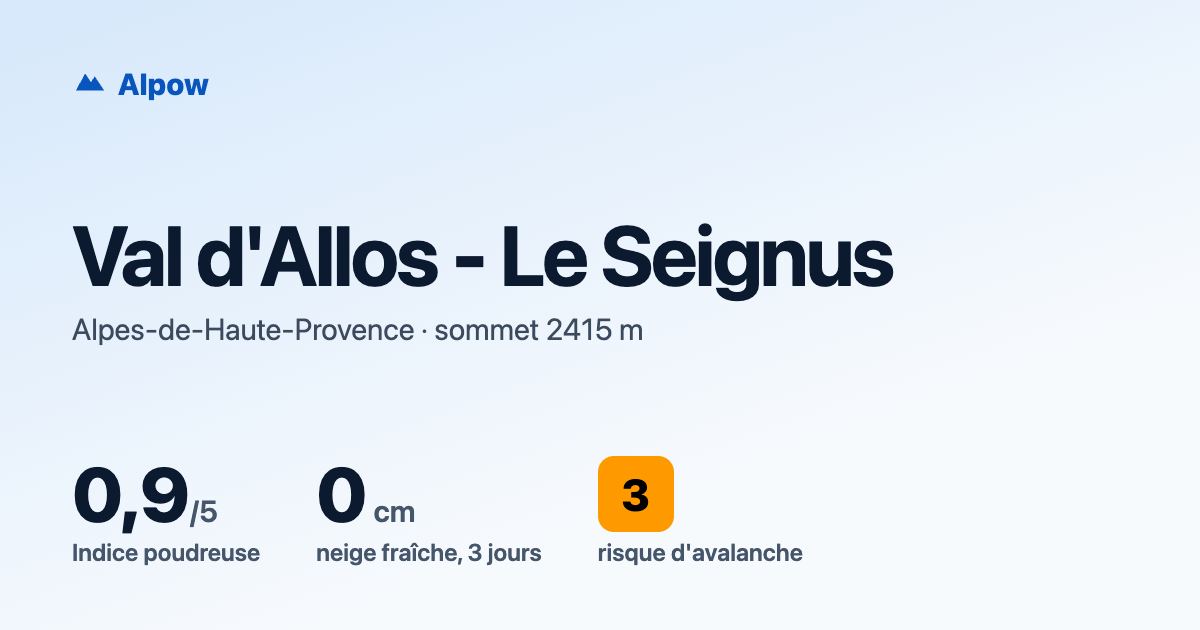 Alpow
Val d'Allos - Le Seignus
Alpes-de-Haute-Provence · sommet 2415 m
0,9/5
Indice poudreuse
0 cm
neige fraîche, 3 jours
3
risque d'avalanche